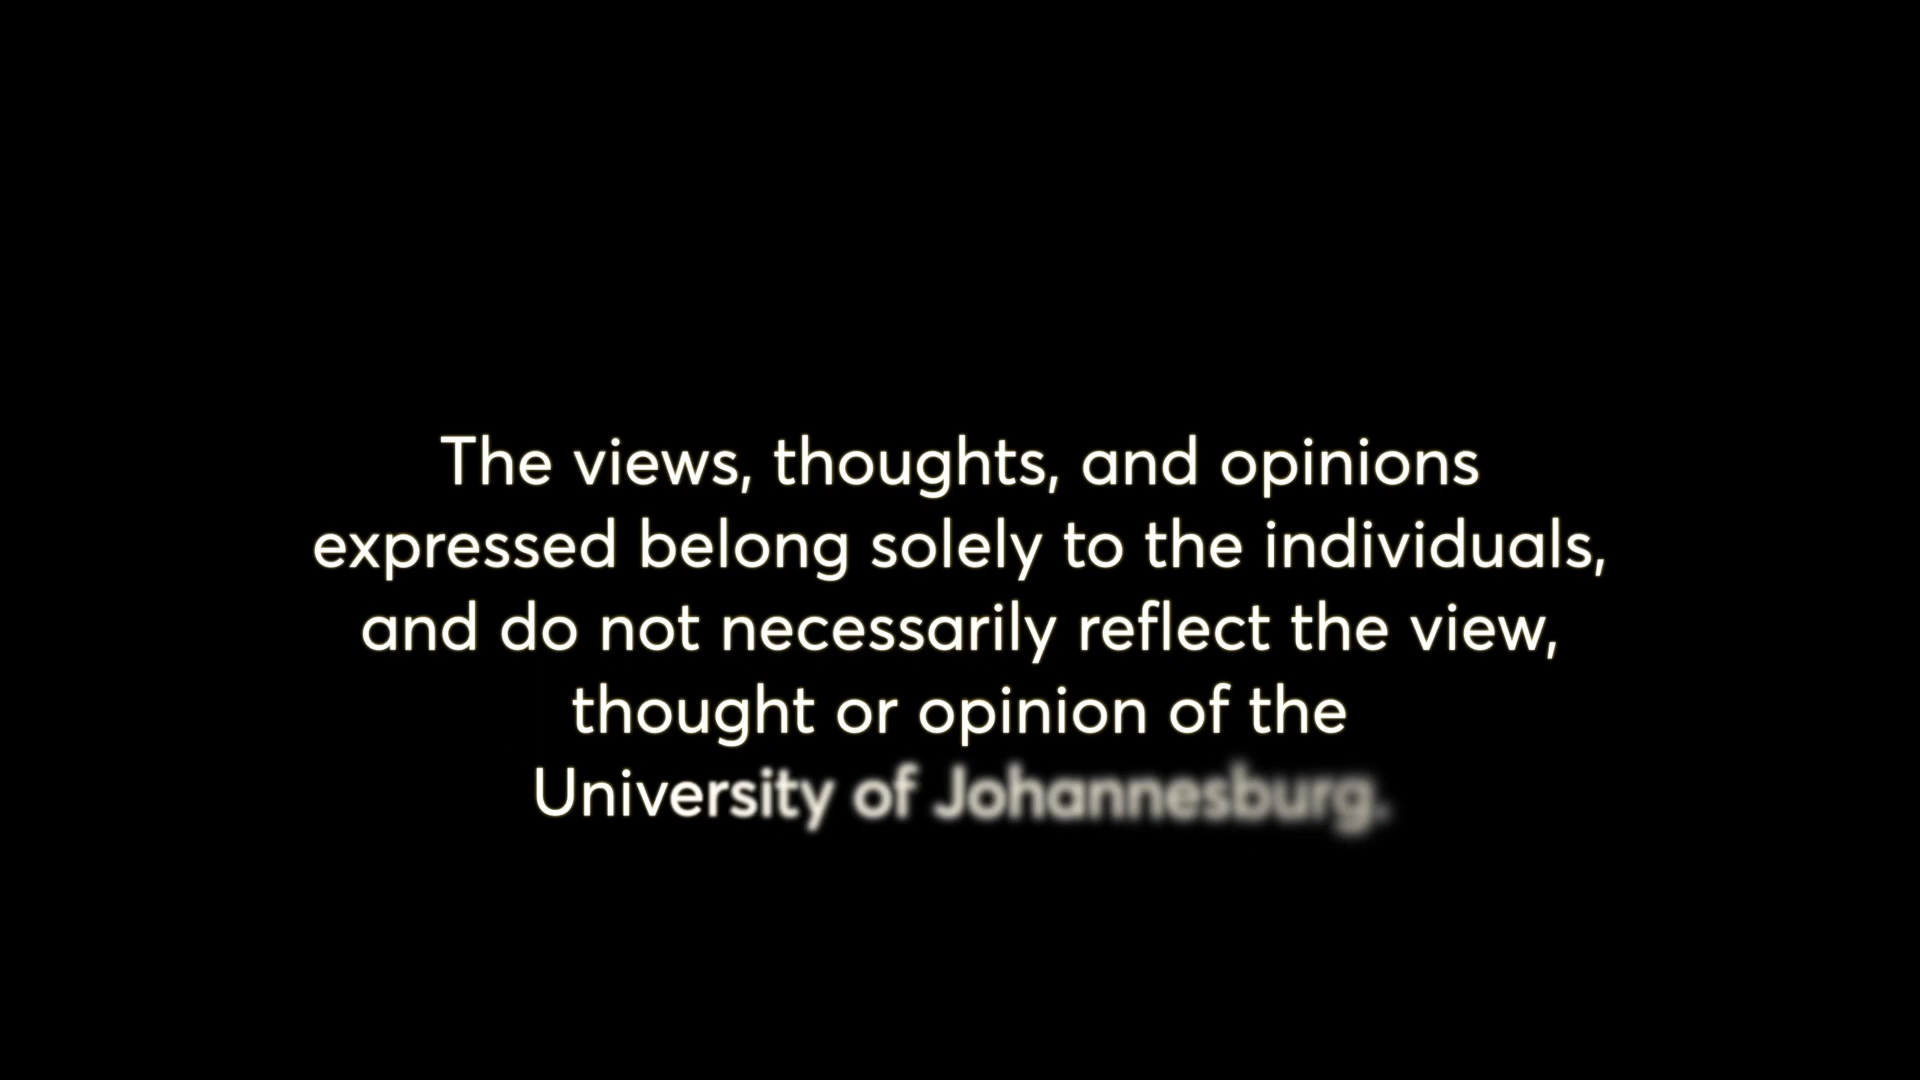 The views, thoughts, and opinions
expressed belong solely to the individuals,
and do not necessarily reflect the view,
thought or opinion of the
University of Johannesburg.